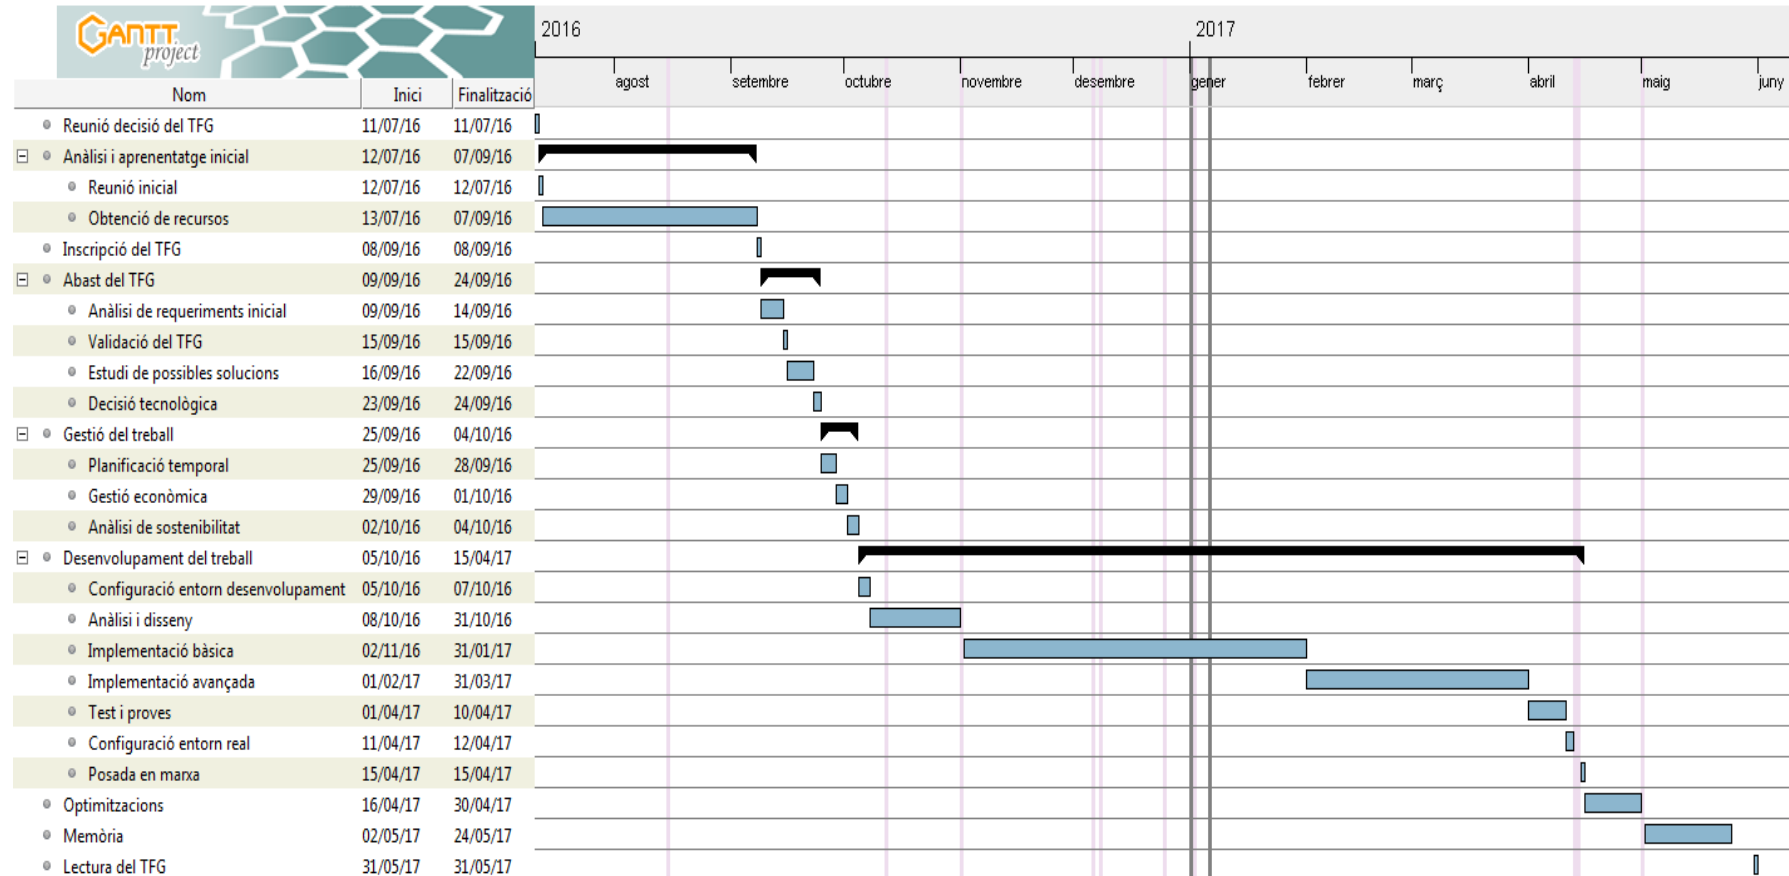 GANTT
project
2016 2017
agost setembre octubre novembre desembre gener febrer març abril maig juny
Nom Inici Finalització
Reunió decisió del TFG 11/07/16 11/07/16
Anàlisi i aprenentatge inicial 12/07/16 07/09/16
Reunió inicial 12/07/16 12/07/16
Obtenció de recursos 13/07/16 07/09/16
Inscripció del TFG 08/09/16 08/09/16
Abast del TFG 09/09/16 24/09/16
Anàlisi de requeriments inicial 09/09/16 14/09/16
Validació del TFG 15/09/16 15/09/16
Estudi de possibles solucions 16/09/16 22/09/16
Decisió tecnològica 23/09/16 24/09/16
Gestió del treball 25/09/16 04/10/16
Planificació temporal 25/09/16 28/09/16
Gestió econòmica 29/09/16 01/10/16
Anàlisi de sostenibilitat 02/10/16 04/10/16
Desenvolupament del treball 05/10/16 15/04/17
Configuració entorn desenvolupament 05/10/16 07/10/16
Anàlisi i disseny 08/10/16 31/10/16
Implementació bàsica 02/11/16 31/01/17
Implementació avançada 01/02/17 31/03/17
Test i proves 01/04/17 10/04/17
Configuració entorn real 11/04/17 12/04/17
Posada en marxa 15/04/17 15/04/17
Optimitzacions 16/04/17 30/04/17
Memòria 02/05/17 24/05/17
Lectura del TFG 31/05/17 31/05/17